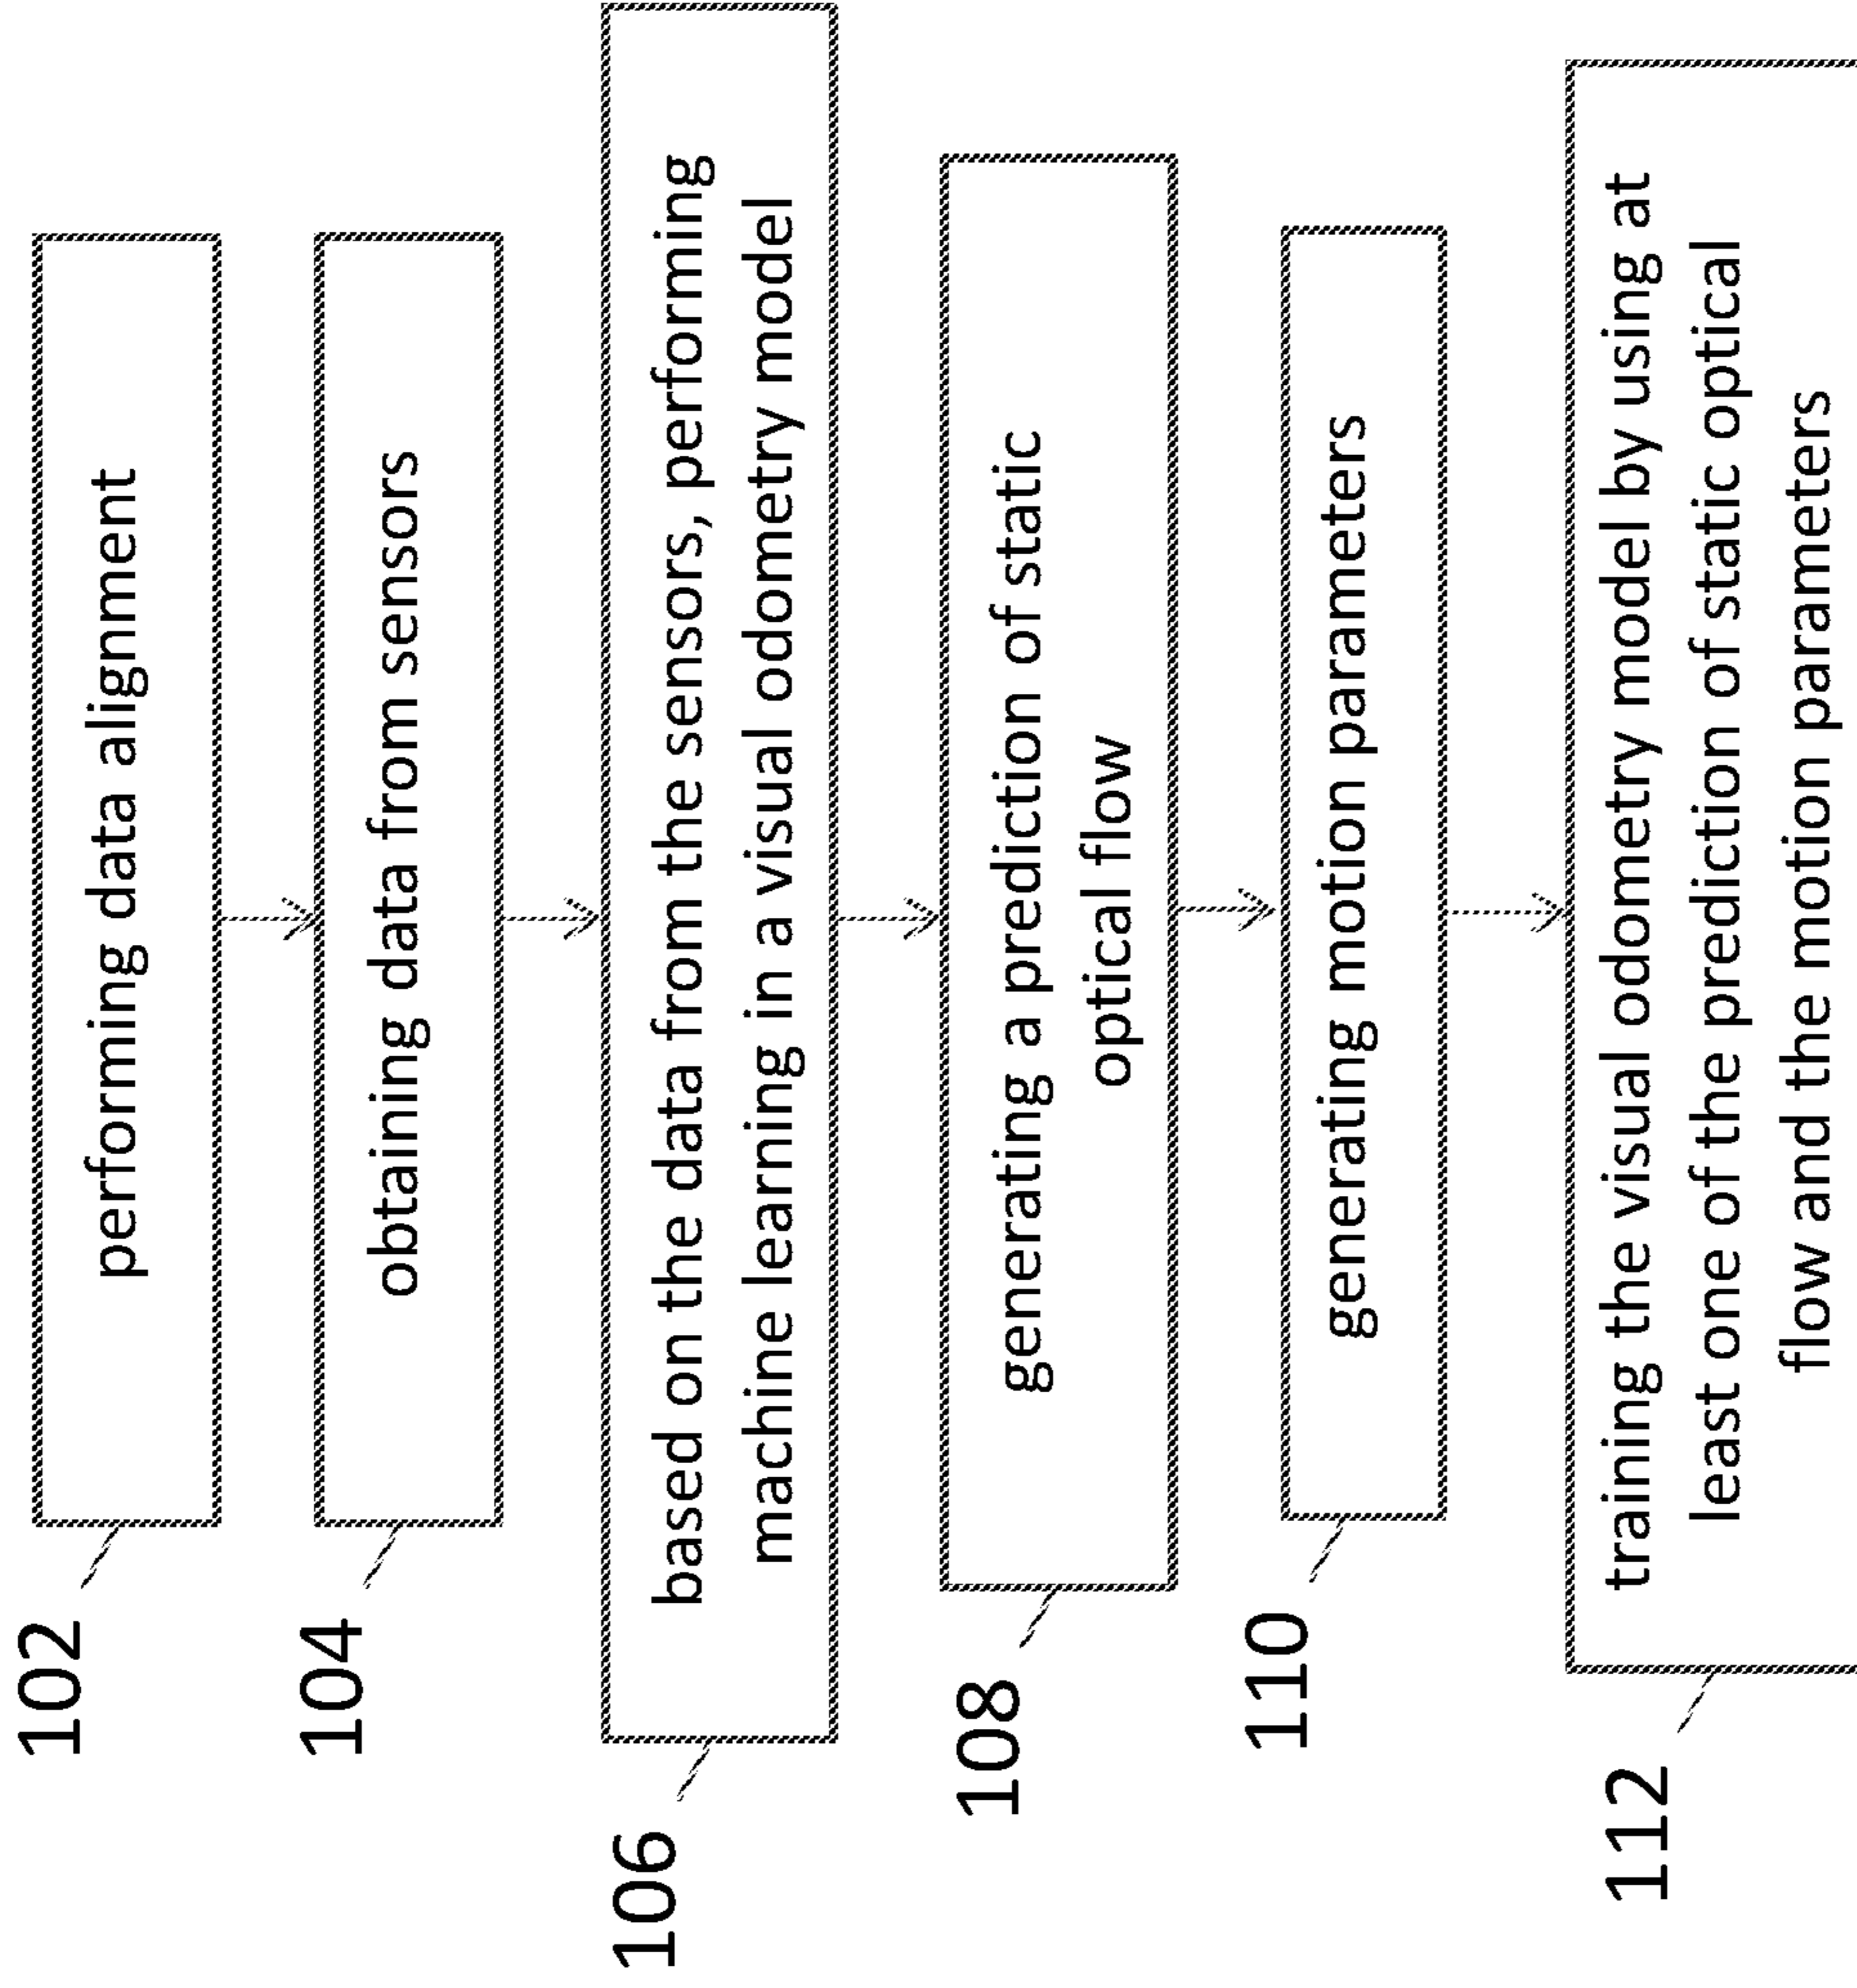 102
performing data alignment
104
obtaining data from sensors
106
based on the data from the sensors, performing
machine learning in a visual odometry model
108
generating a prediction of static
optical flow
110
generating motion parameters
112
training the visual odometry model by using at
least one of the prediction of static optical
flow and the motion parameters